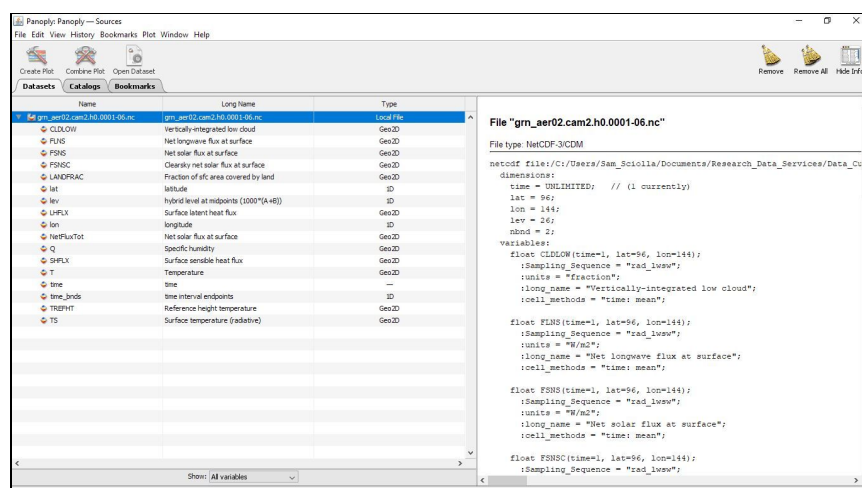 Panoply: Panoply — Sources
File Edit View History Bookmarks Plot Window Help
Create Plot Combine Plot Open Dataset Remove Remove All Hide Info
Datasets Catalogs Bookmarks
Name Long Name Type
grn_aer02.cam2.h0.0001-06.nc grn_aer02.cam2.h0.0001-06.nc Local File
CLDLOW Vertically-integrated low cloud Geo2D
FLNS Net longwave flux at surface Geo2D
FSNS Net solar flux at surface Geo2D
FSNSC Clearsky net solar flux at surface Geo2D
LANDFRAC Fraction of sfc area covered by land Geo2D
lat latitude 1D
lev hybrid level at midpoints (1000*(A+B)) 1D
LHFLX Surface latent heat flux Geo2D
lon longitude 1D
NetFluxTot Net solar flux at surface Geo2D
Q Specific humidity Geo2D
SHFLX Surface sensible heat flux Geo2D
T Temperature Geo2D
time time —
time_bnds time interval endpoints 1D
TREFHT Reference height temperature Geo2D
TS Surface temperature (radiative) Geo2D
Show: All variables
File "grn_aer02.cam2.h0.0001-06.nc"
File type: NetCDF-3/CDM
netcdf file:/C:/Users/Sam_Sciolla/Documents/Research_Data_Services/Data_Cu
dimensions:
time = UNLIMITED; // (1 currently)
lat = 96;
lon = 144;
lev = 26;
nbnd = 2;
variables:
float CLDLOW(time=1, lat=96, lon=144);
:Sampling_Sequence = "rad_lwsw";
:units = "fraction";
:long_name = "Vertically-integrated low cloud";
:cell_methods = "time: mean";
float FLNS(time=1, lat=96, lon=144);
:Sampling_Sequence = "rad_lwsw";
:units = "W/m2";
:long_name = "Net longwave flux at surface";
:cell_methods = "time: mean";
float FSNS(time=1, lat=96, lon=144);
:Sampling_Sequence = "rad_lwsw";
:units = "W/m2";
:long_name = "Net solar flux at surface";
:cell_methods = "time: mean";
float FSNSC(time=1, lat=96, lon=144);
:Sampling_Sequence = "rad_lwsw";